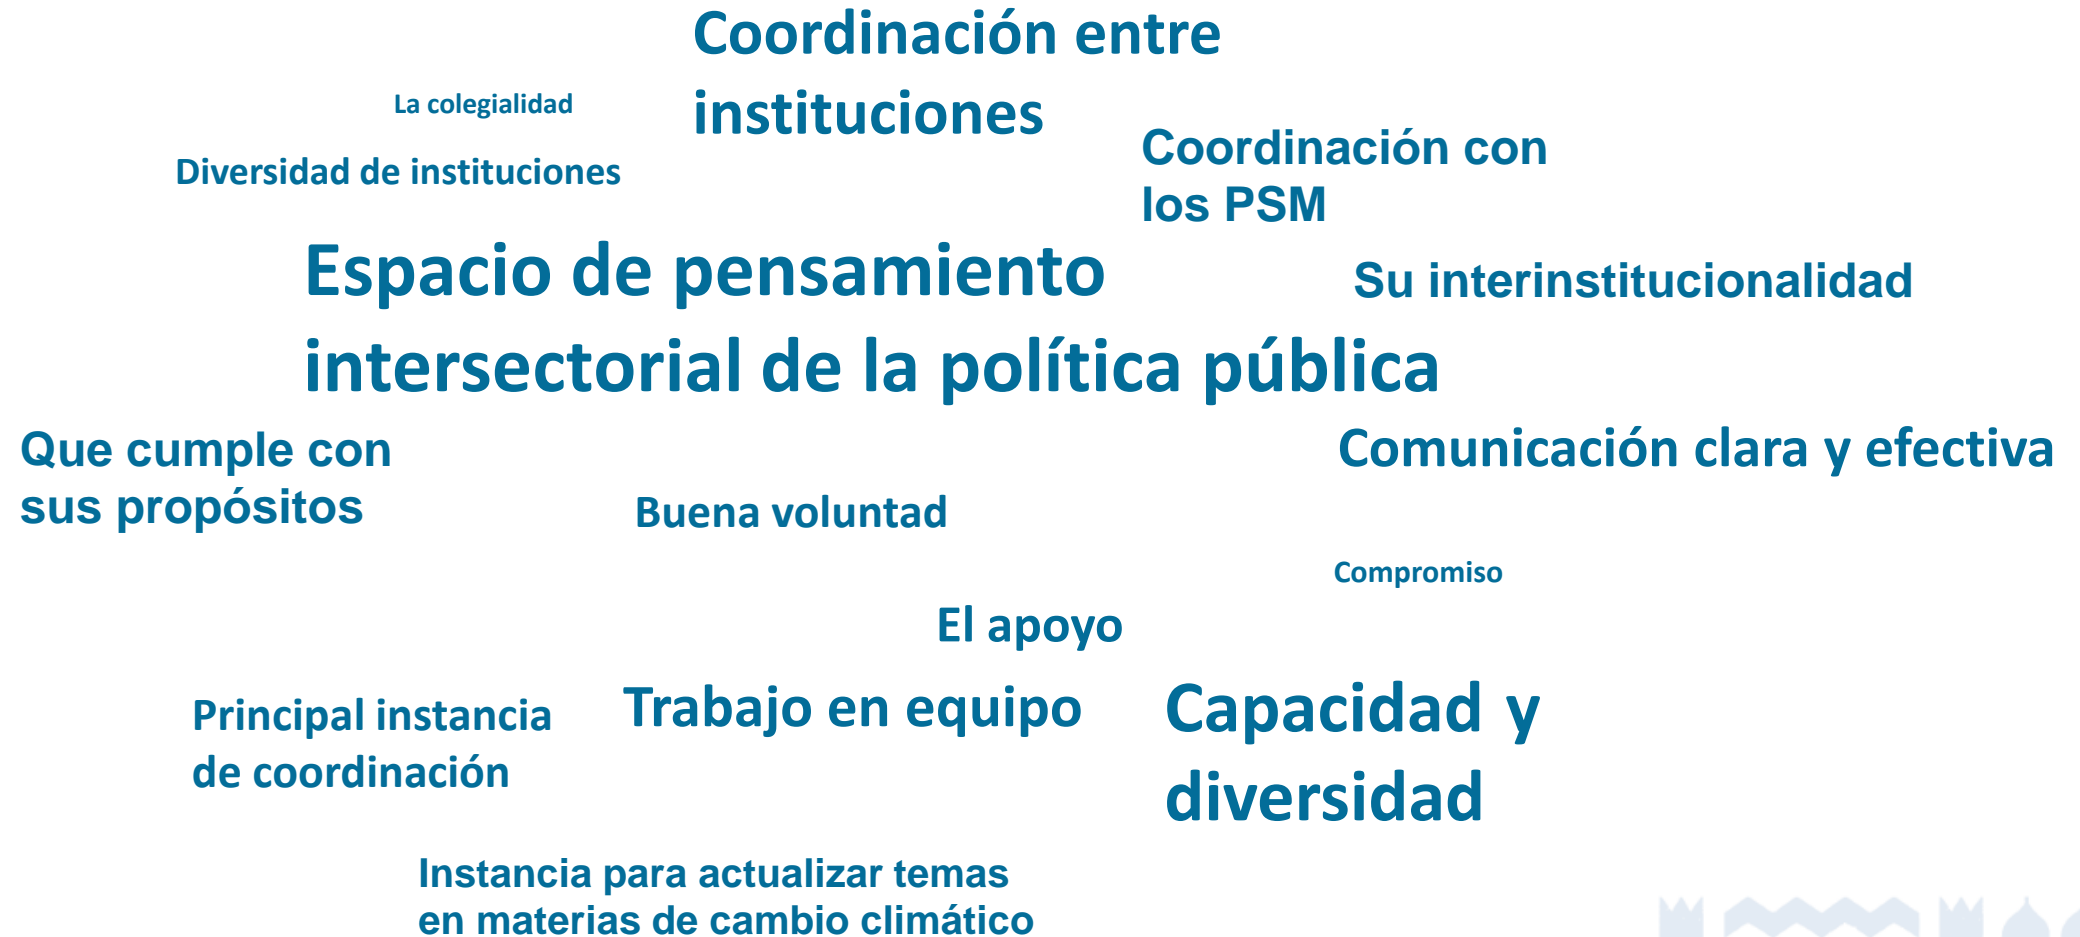 Coordinación entre
instituciones
La colegialidad
Diversidad de instituciones
Coordinación con
los PSM
Espacio de pensamiento
intersectorial de la política pública
Su interinstitucionalidad
Que cumple con
sus propósitos
Comunicación clara y efectiva
Buena voluntad
Compromiso
El apoyo
Principal instancia
de coordinación
Trabajo en equipo
Capacidad y
diversidad
Instancia para actualizar temas
en materias de cambio climático